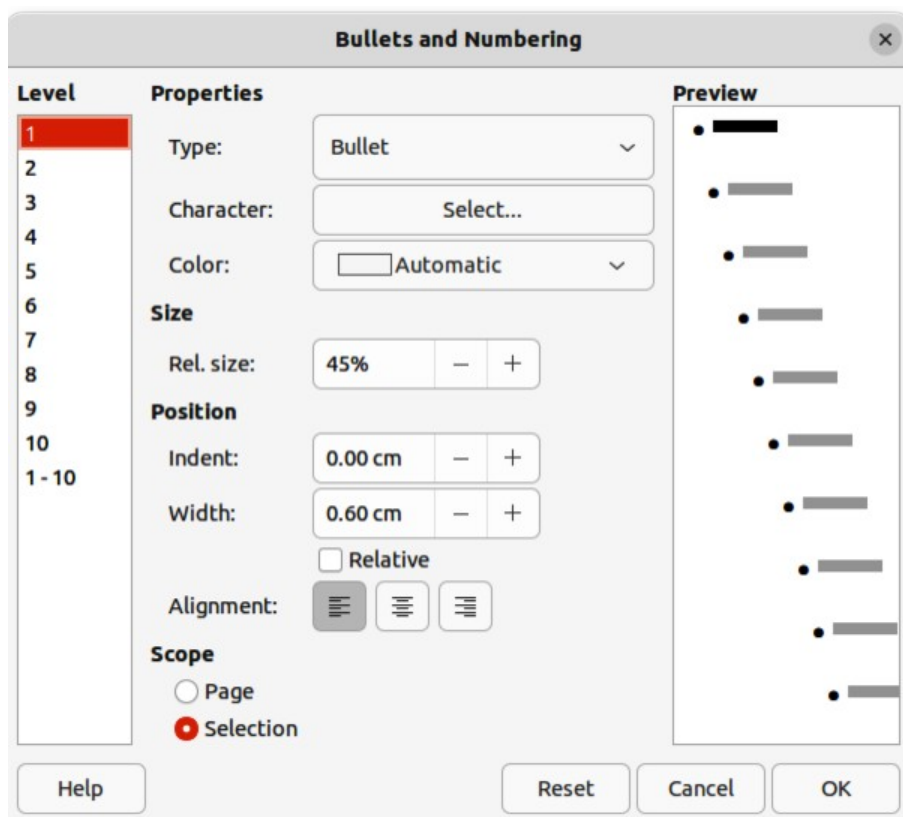 Bullets and Numbering
Level
1
2
3
4
5
6
7
8
9
10
1 - 10
Properties
Type: Bullet
Character: Select...
Color: Automatic
Size
Rel. size: 45%
Position
Indent: 0.00 cm
Width: 0.60 cm
Relative
Alignment:
Scope
Page
Selection
Preview
Help Reset Cancel OK